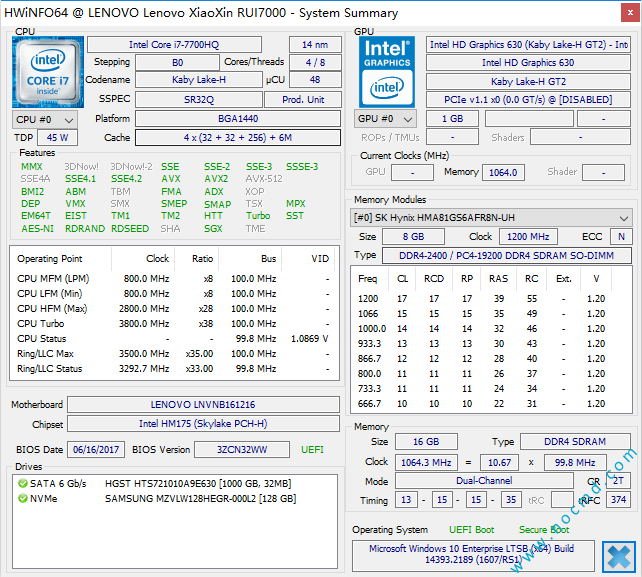 HWiNFO64 @ LENOVO Lenovo XiaoXin RUI7000 - System Summary
CPU
intel CORE i7 inside
Intel Core i7-7700HQ 14 nm
Stepping B0 Cores/Threads 4 / 8
Codename Kaby Lake-H µCU 48
SSPEC SR32Q Prod. Unit
CPU #0 Platform BGA1440
TDP 45 W Cache 4 x (32 + 32 + 256) + 6M
Features
MMX 3DNow! 3DNow!-2 SSE SSE-2 SSE-3 SSSE-3
SSE4A SSE4.1 SSE4.2 AVX AVX2 AVX-512
BMI2 ABM TBM FMA ADX XOP
DEP VMX SMX SMEP SMAP TSX MPX
EM64T EIST TM1 TM2 HTT Turbo SST
AES-NI RDRAND RDSEED SHA SGX TME
Operating Point Clock Ratio Bus VID
CPU MFM (LPM) 800.0 MHz x8 100.0 MHz -
CPU LFM (Min) 800.0 MHz x8 100.0 MHz -
CPU HFM (Max) 2800.0 MHz x28 100.0 MHz -
CPU Turbo 3800.0 MHz x38 100.0 MHz -
CPU Status - - 99.8 MHz 1.0869 V
Ring/LLC Max 3500.0 MHz x35.00 100.0 MHz -
Ring/LLC Status 3292.7 MHz x33.00 99.8 MHz -
Motherboard LENOVO LNVNB161216
Chipset Intel HM175 (Skylake PCH-H)
BIOS Date 06/16/2017 BIOS Version 3ZCN32WW UEFI
Drives
SATA 6 Gb/s HGST HTS721010A9E630 [1000 GB, 32MB]
NVMe SAMSUNG MZVLW128HEGR-000L2 [128 GB]
GPU
Intel GRAPHICS intel
Intel HD Graphics 630 (Kaby Lake-H GT2) - Int
Intel HD Graphics 630
Kaby Lake-H GT2
PCIe v1.1 x0 (0.0 GT/s) @ [DISABLED]
GPU #0 1 GB -
ROPs / TMUs - Shaders -
Current Clocks (MHz)
GPU - Memory 1064.0 Shader -
Memory Modules
[#0] SK Hynix HMA81GS6AFR8N-UH
Size 8 GB Clock 1200 MHz ECC N
Type DDR4-2400 / PC4-19200 DDR4 SDRAM SO-DIMM
Freq CL RCD RP RAS RC Ext. V
1200 17 17 17 39 55 - 1.20
1066 15 15 15 35 49 - 1.20
1000.0 14 14 14 32 46 - 1.20
933.3 13 13 13 30 43 - 1.20
866.7 12 12 12 28 40 - 1.20
800.0 11 11 11 26 37 - 1.20
733.3 11 11 11 24 34 - 1.20
666.7 10 10 10 22 31 - 1.20
Memory
Size 16 GB Type DDR4 SDRAM
Clock 1064.3 MHz = 10.67 x 99.8 MHz
Mode Dual-Channel CR 2T
Timing 13 - 15 - 15 - 35 tRC tRFC 374
Operating System UEFI Boot Secure Boot
Microsoft Windows 10 Enterprise LTSB (x64) Build
14393.2189 (1607/RS1)
www.nocmd.com